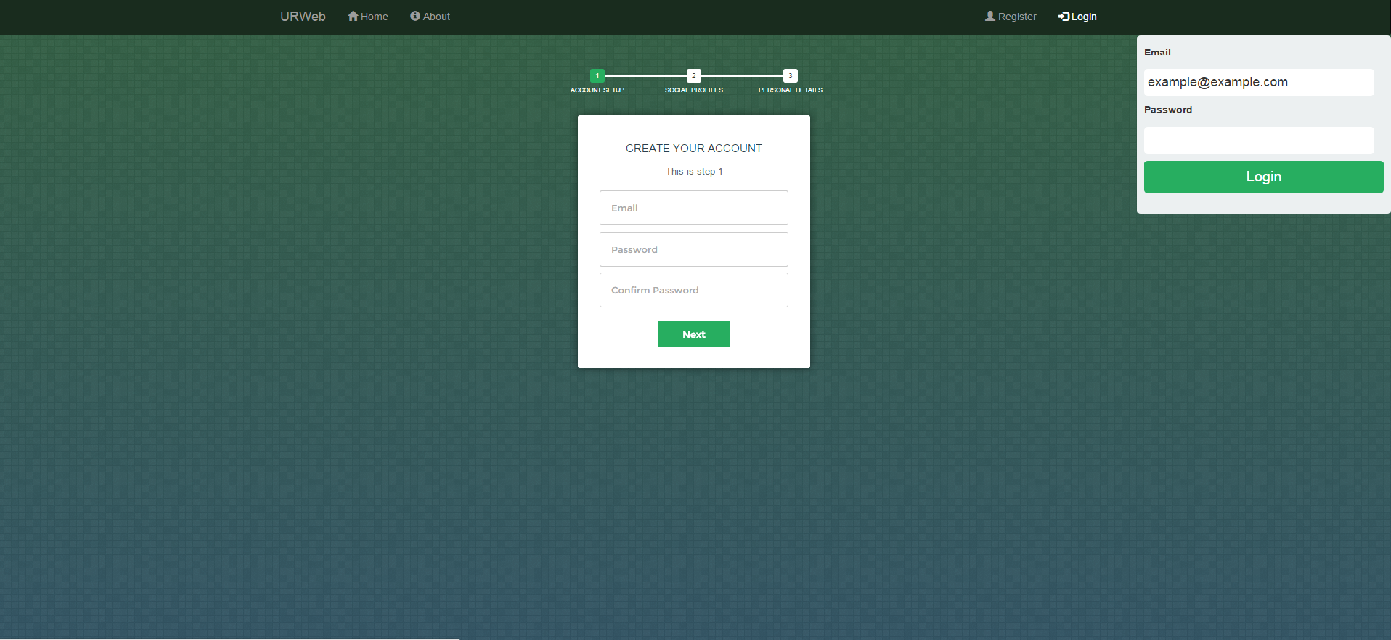 URWeb Home About Register Login
Email
example@example.com
Password
Login
1 2 3
ACCOUNT SETUP SOCIAL PROFILES PERSONAL DETAILS
CREATE YOUR ACCOUNT
This is step 1
Email
Password
Confirm Password
Next